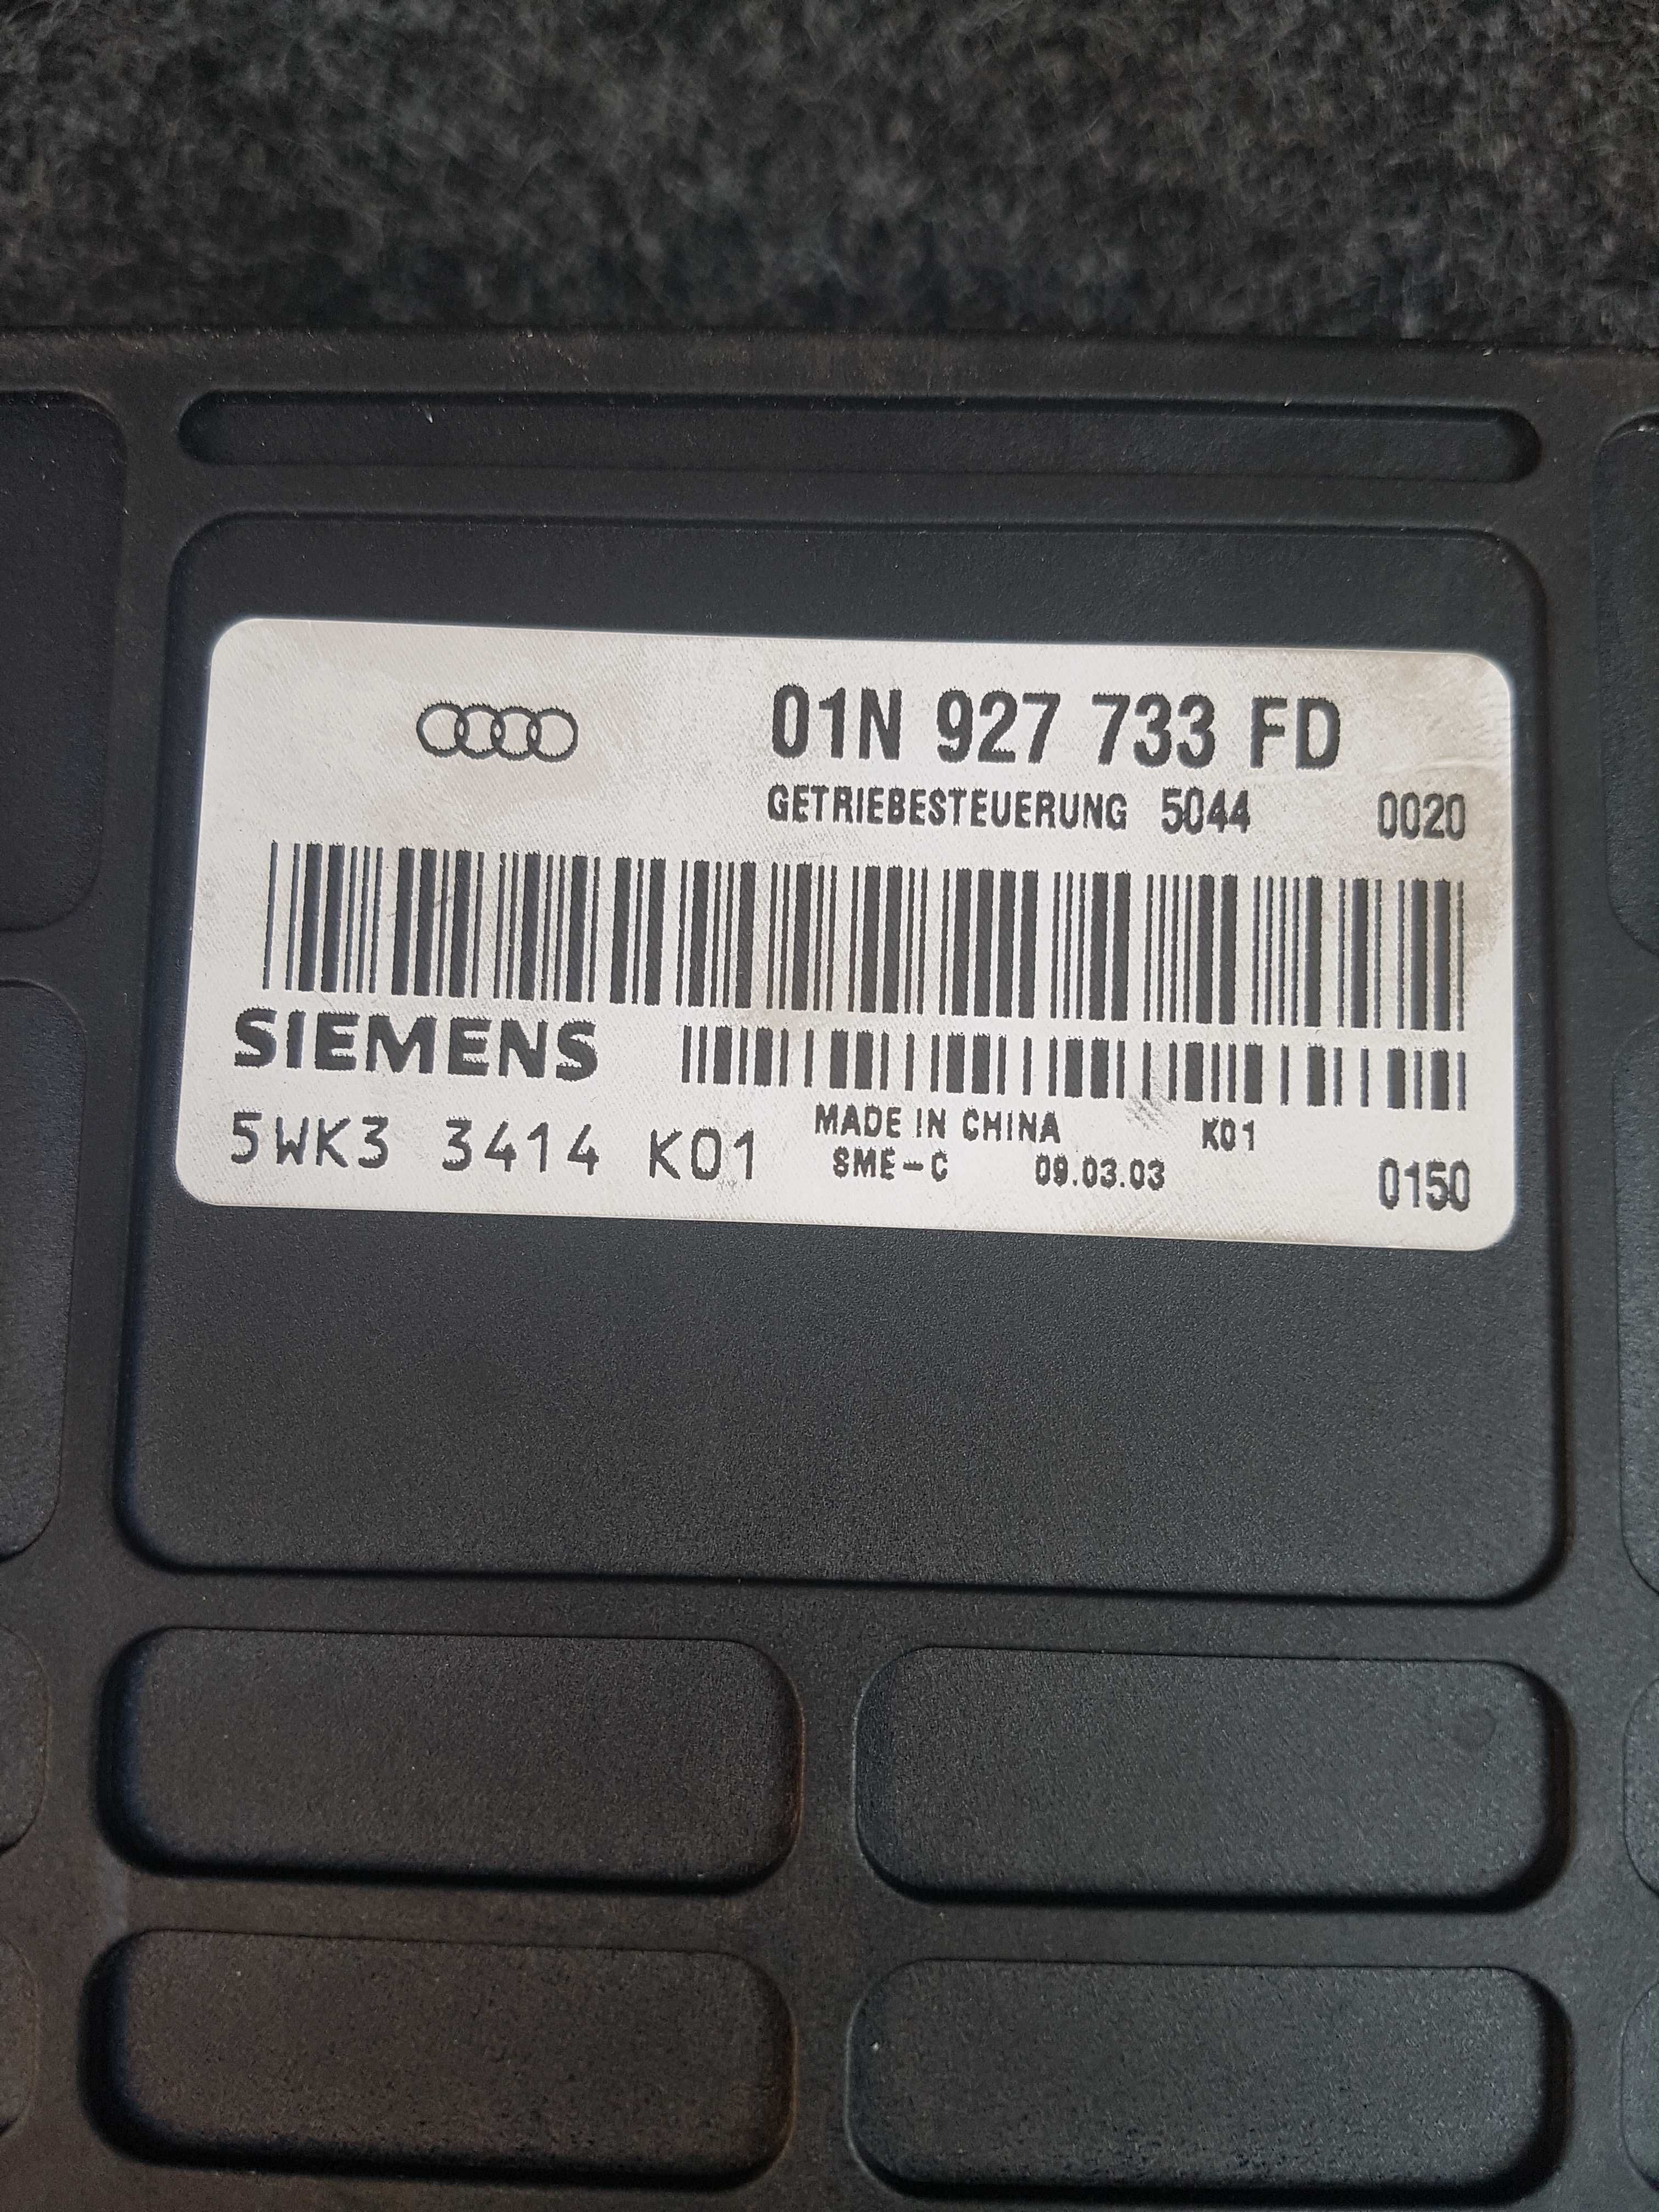 01N 927 733 FD
GETRIEBESTEUERUNG 5044 0020
SIEMENS
MADE IN CHINA K01
5WK3 3414 K01 SME-C 09.03.03 0150